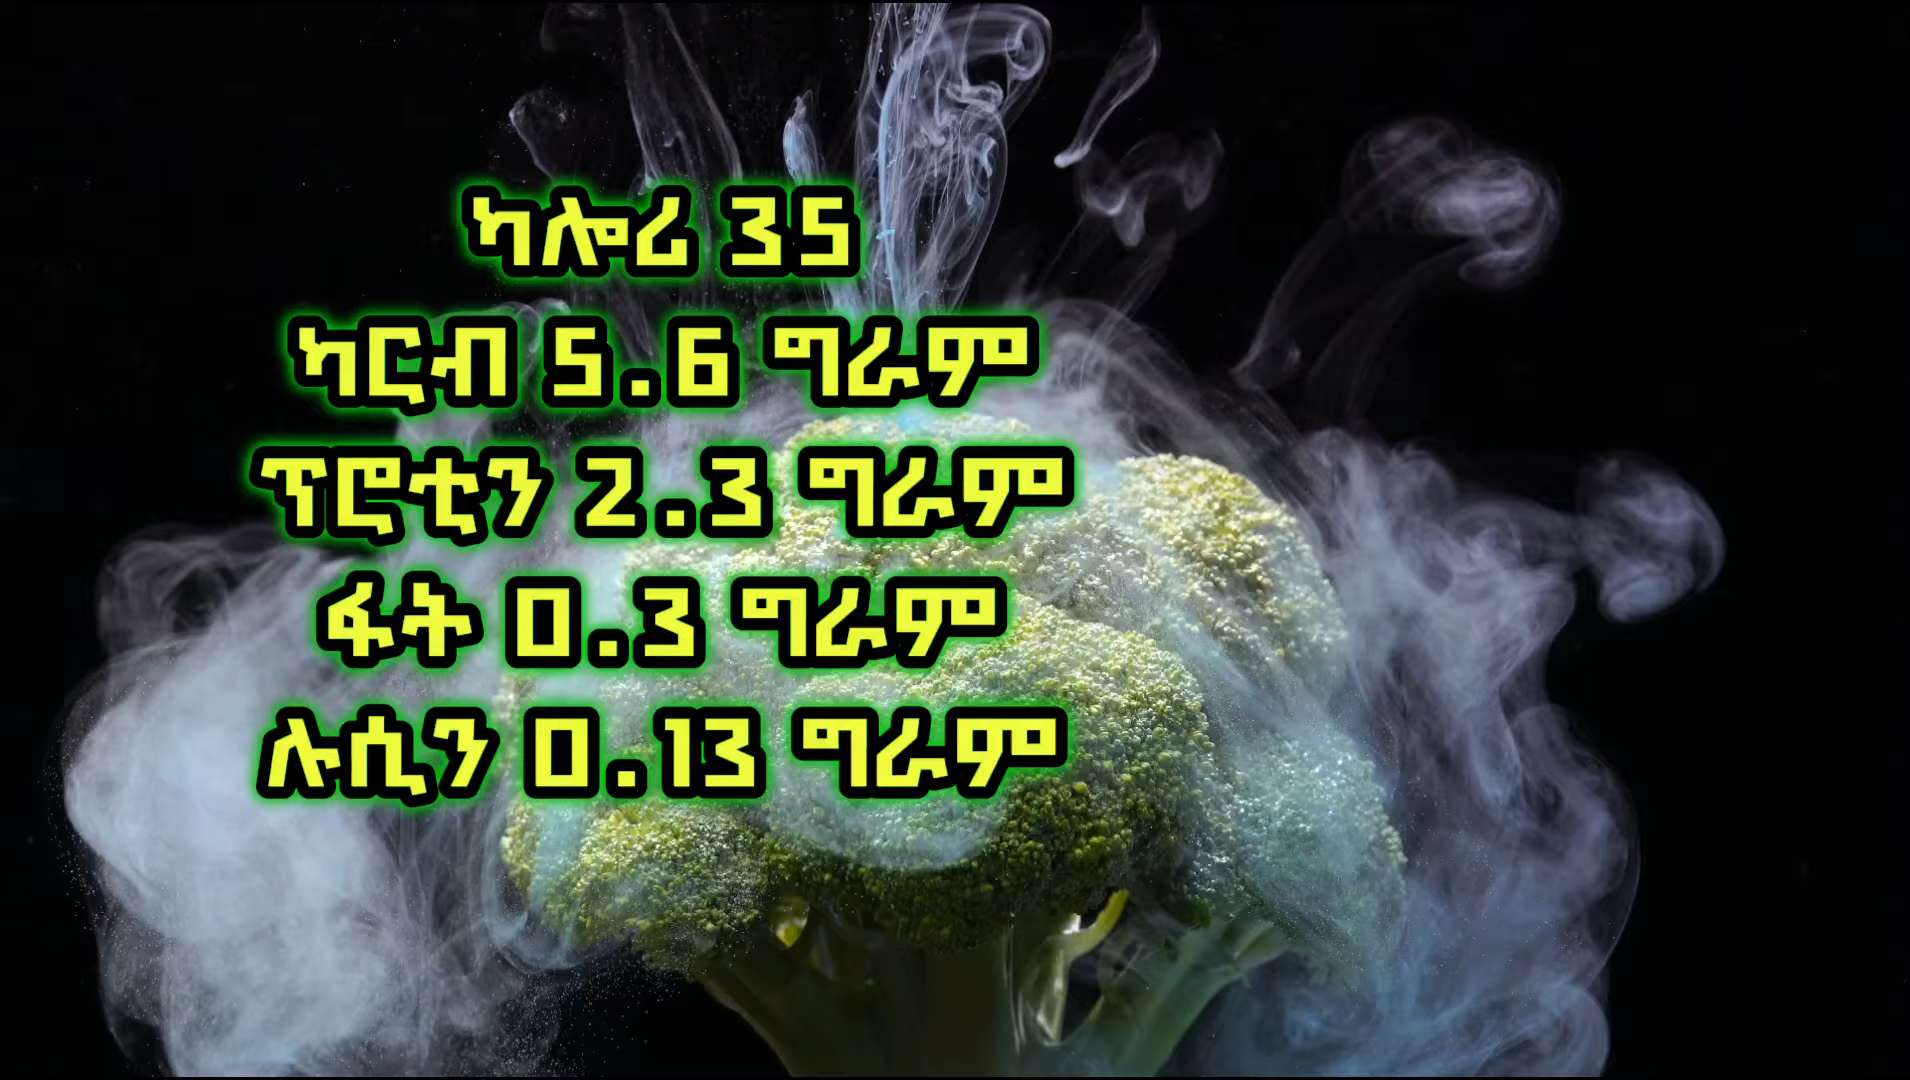 ካሎሪ 35
ካርብ 5.6 ግራም
ፕሮቲን 2.3 ግራም
ፋት 0.3 ግራም
ሉሲን 0.13 ግራም